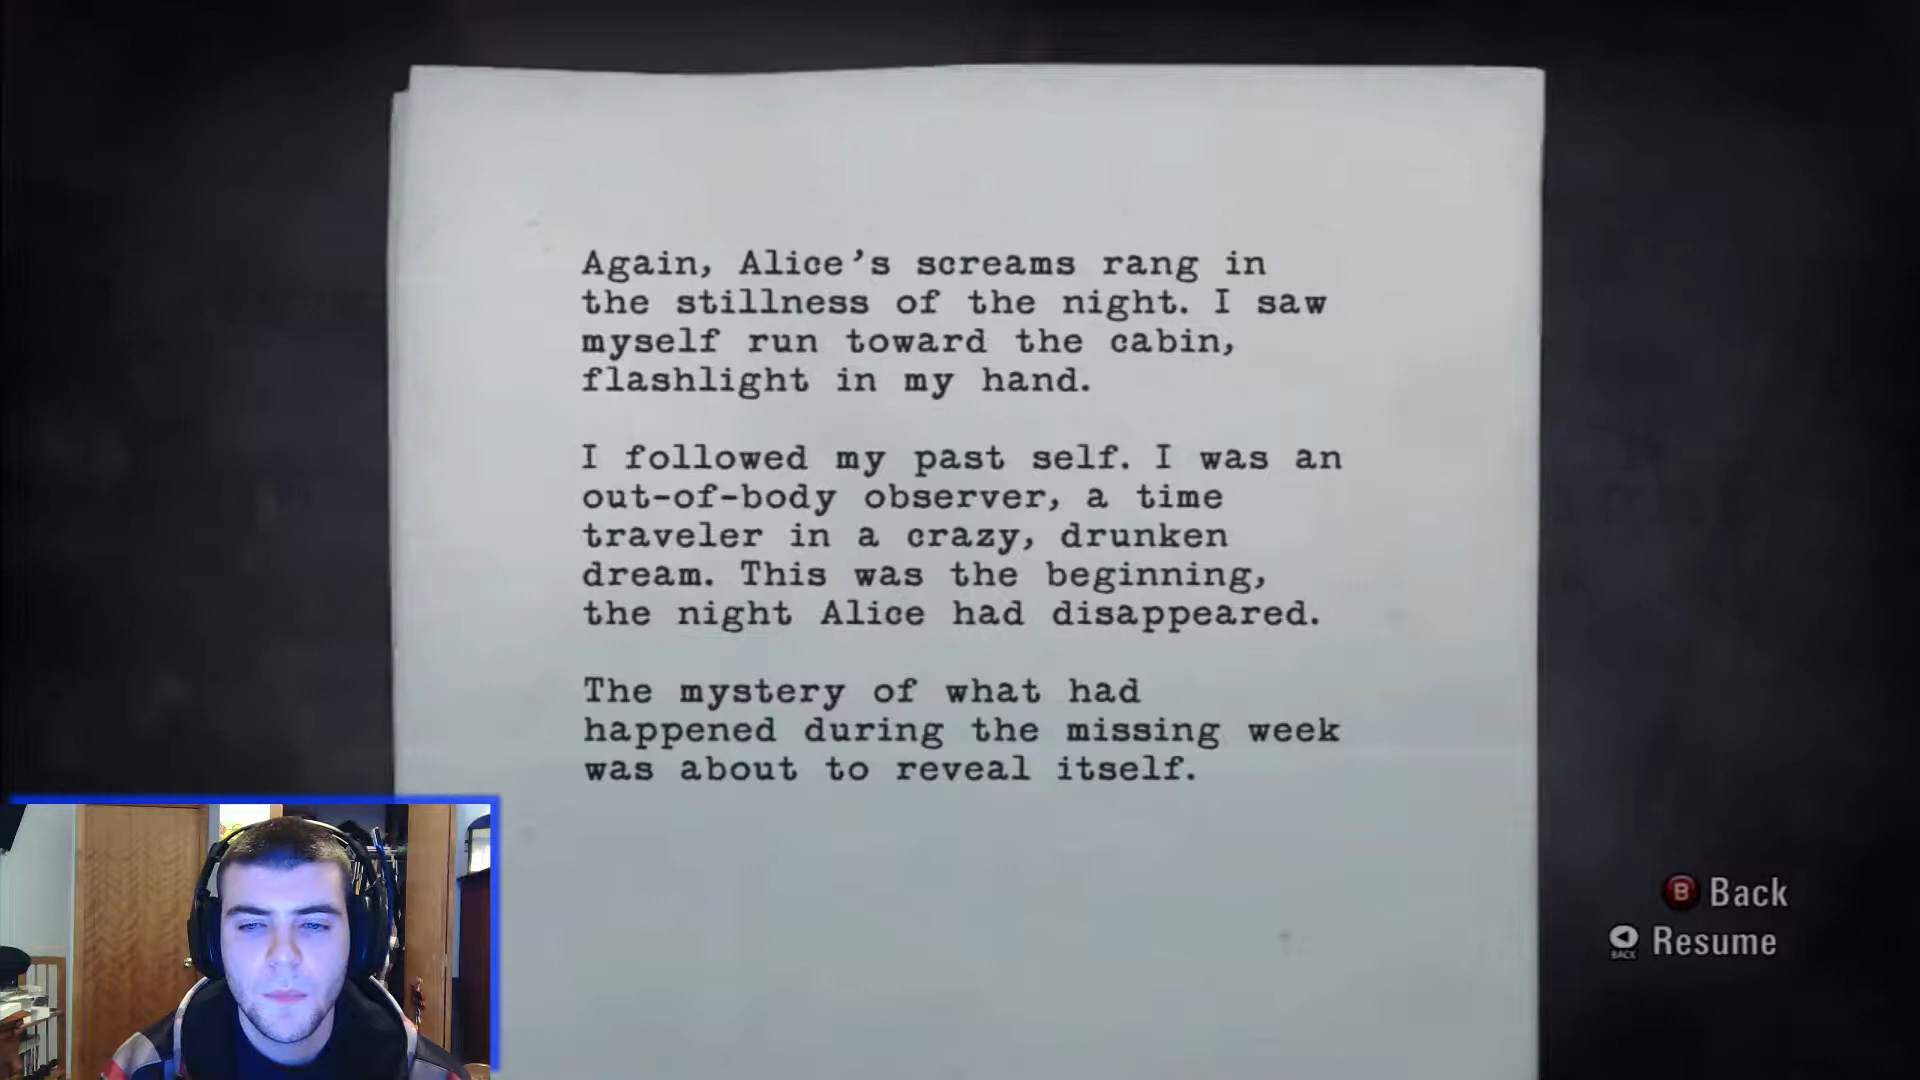 Again, Alice’s screams rang in
the stillness of the night. I saw
myself run toward the cabin,
flashlight in my hand.
I followed my past self. I was an
out-of-body observer, a time
traveler in a crazy, drunken
dream. This was the beginning,
the night Alice had disappeared.
The mystery of what had
happened during the missing week
was about to reveal itself.
B Back
BACK Resume